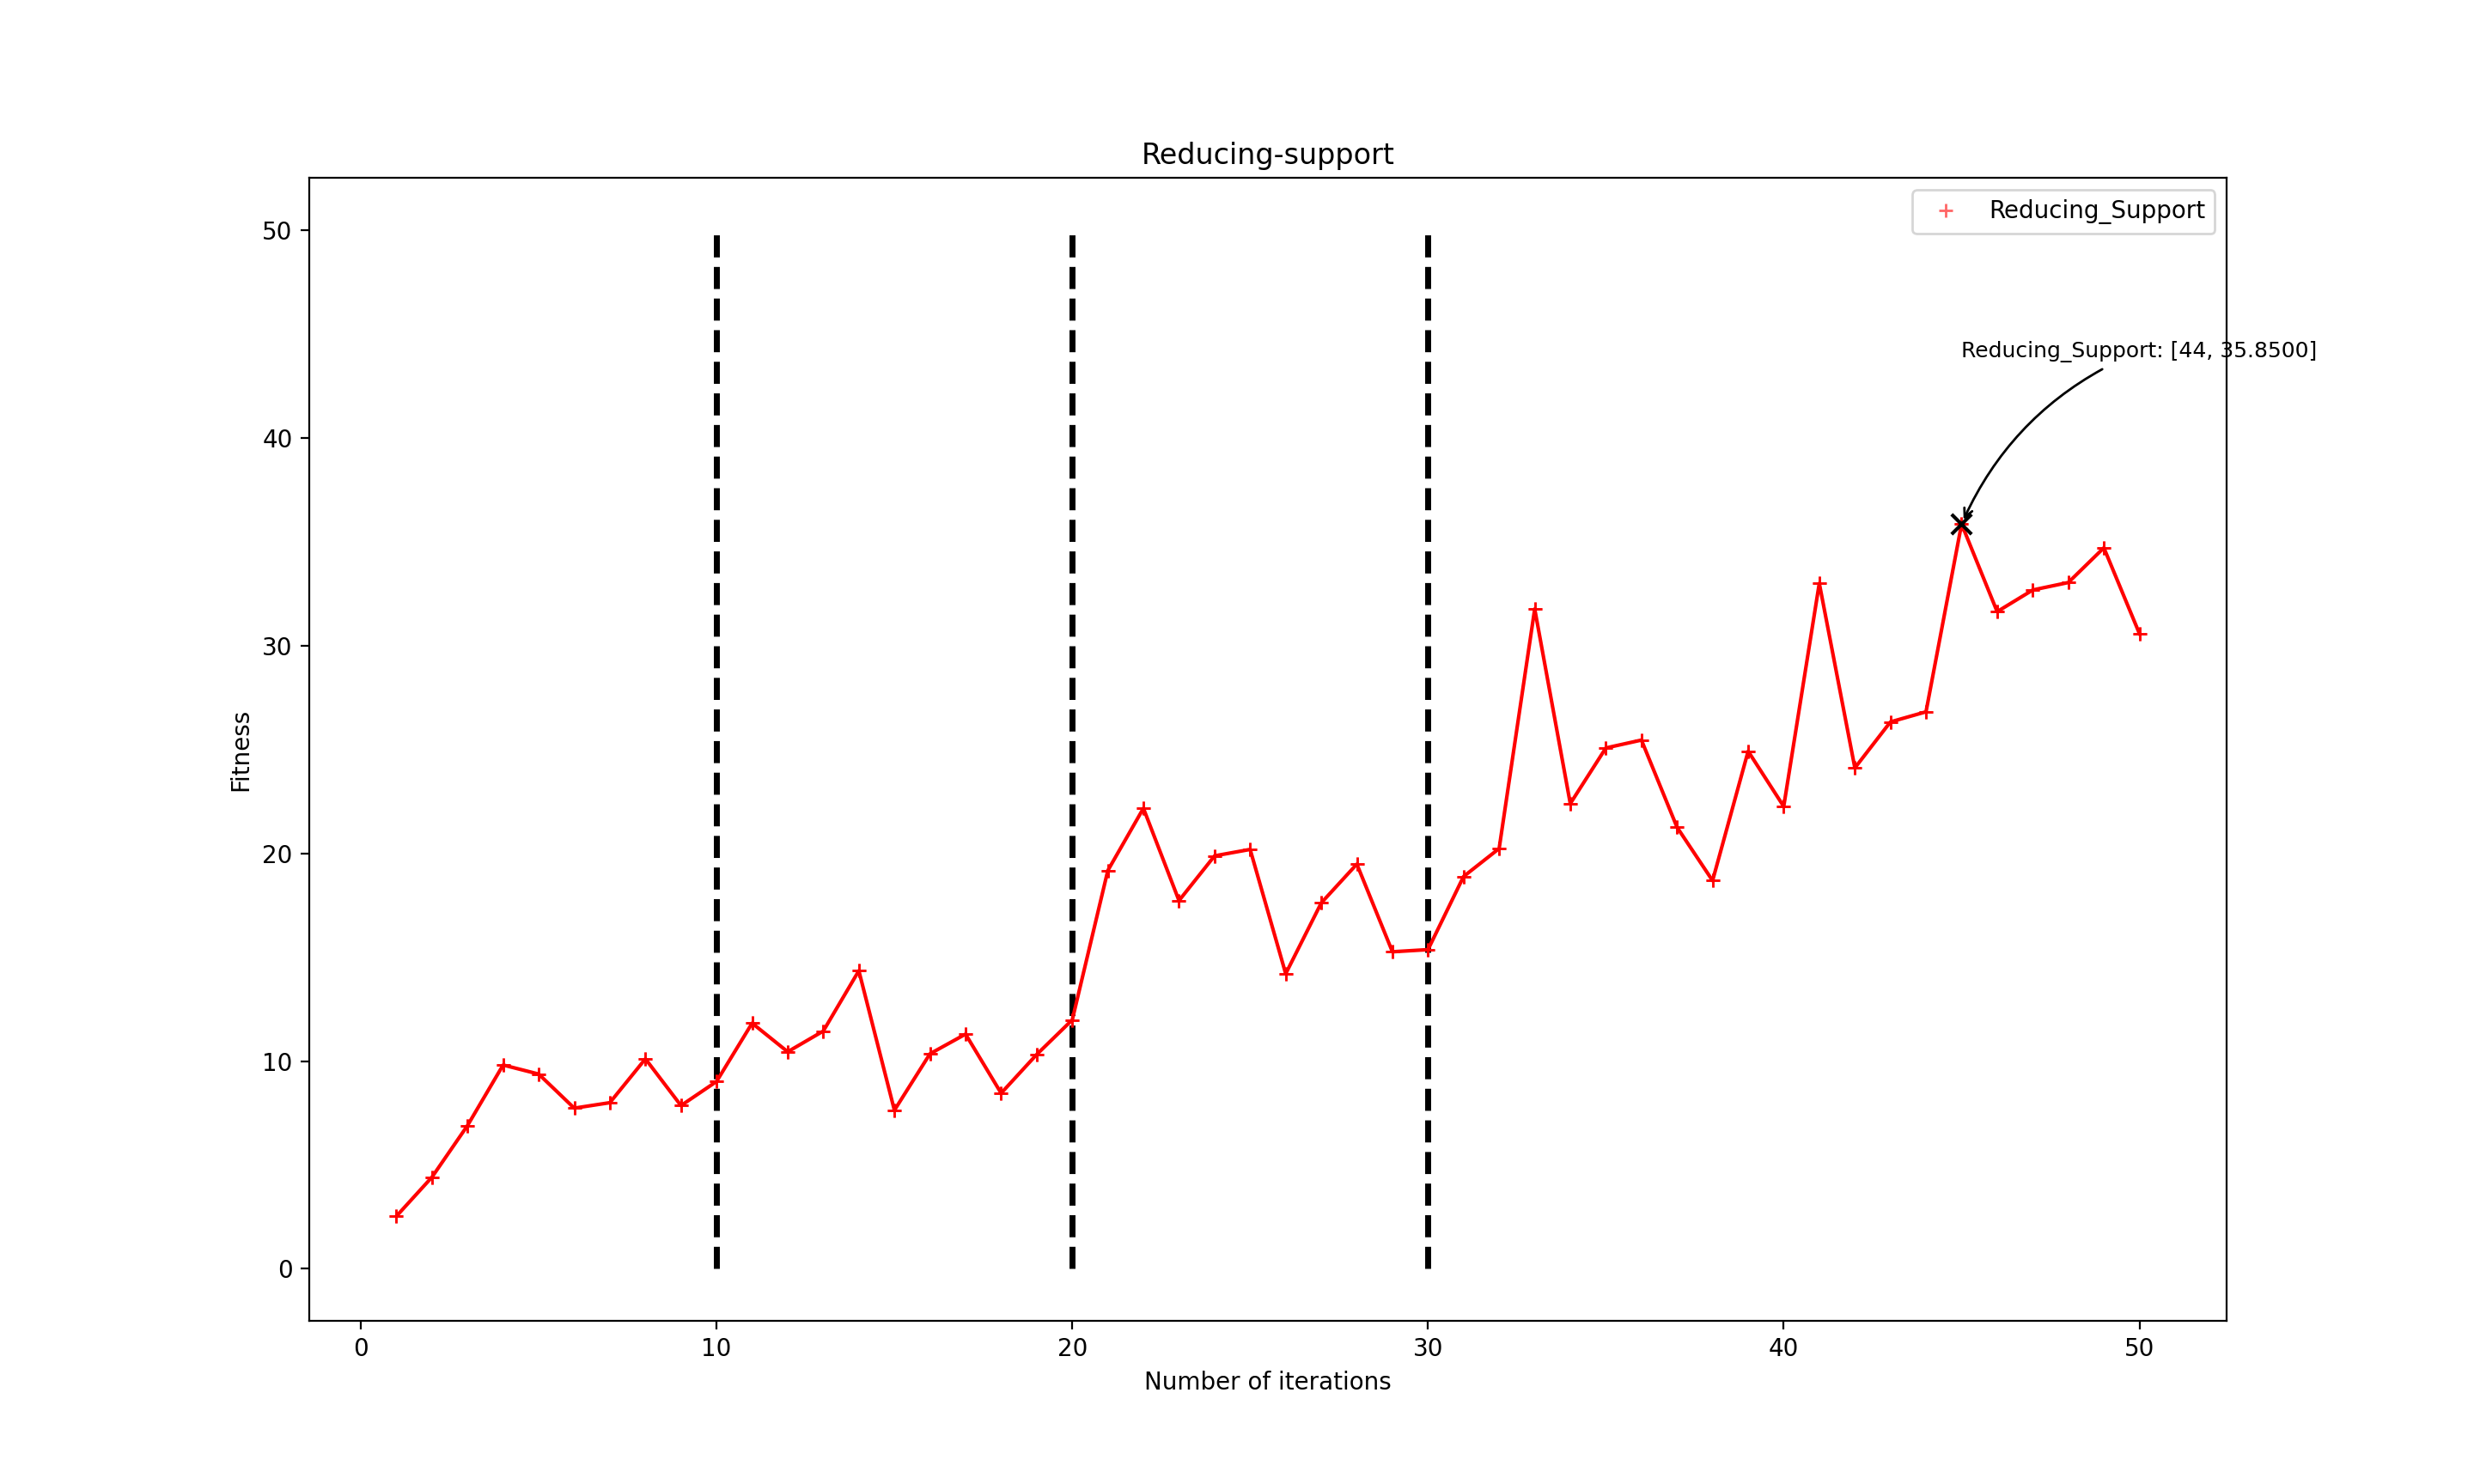 Reducing-support
Reducing_Support
50
40
30
20
10
0
Fitness
Reducing_Support: [44, 35.8500]
0 10 20 30 40 50
Number of iterations